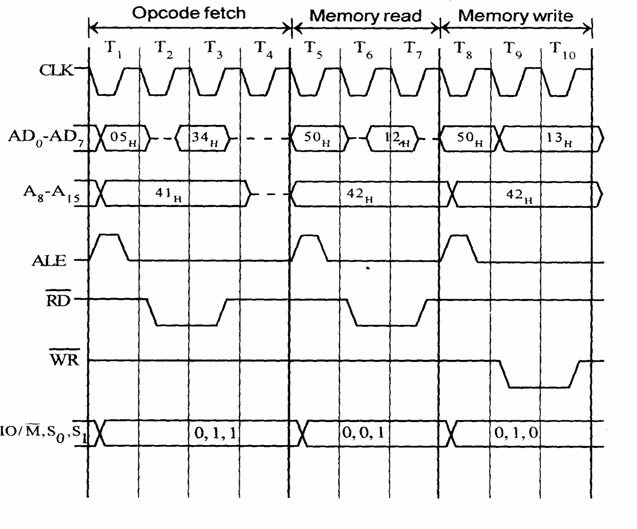 Opcode fetch Memory read Memory write
T1 T2 T3 T4 T5 T6 T7 T8 T9 T10
CLK
AD0-AD7 05H 34H 50H 12H 50H 13H
A8-A15 41H 42H 42H
ALE
RD
WR
IO/M,S0,S1 0,1,1 0,0,1 0,1,0